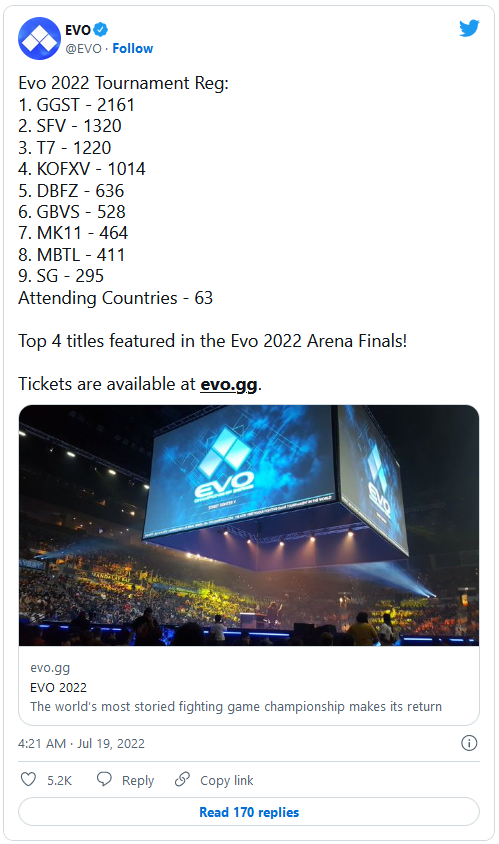 EVO
@EVO · Follow
Evo 2022 Tournament Reg:
1. GGST - 2161
2. SFV - 1320
3. T7 - 1220
4. KOFXV - 1014
5. DBFZ - 636
6. GBVS - 528
7. MK11 - 464
8. MBTL - 411
9. SG - 295
Attending Countries - 63
Top 4 titles featured in the Evo 2022 Arena Finals!
Tickets are available at evo.gg.
EVO
EVO
MANDALAY BAY
evo.gg
EVO 2022
The world's most storied fighting game championship makes its return
4:21 AM · Jul 19, 2022
5.2K
Reply
Copy link
Read 170 replies